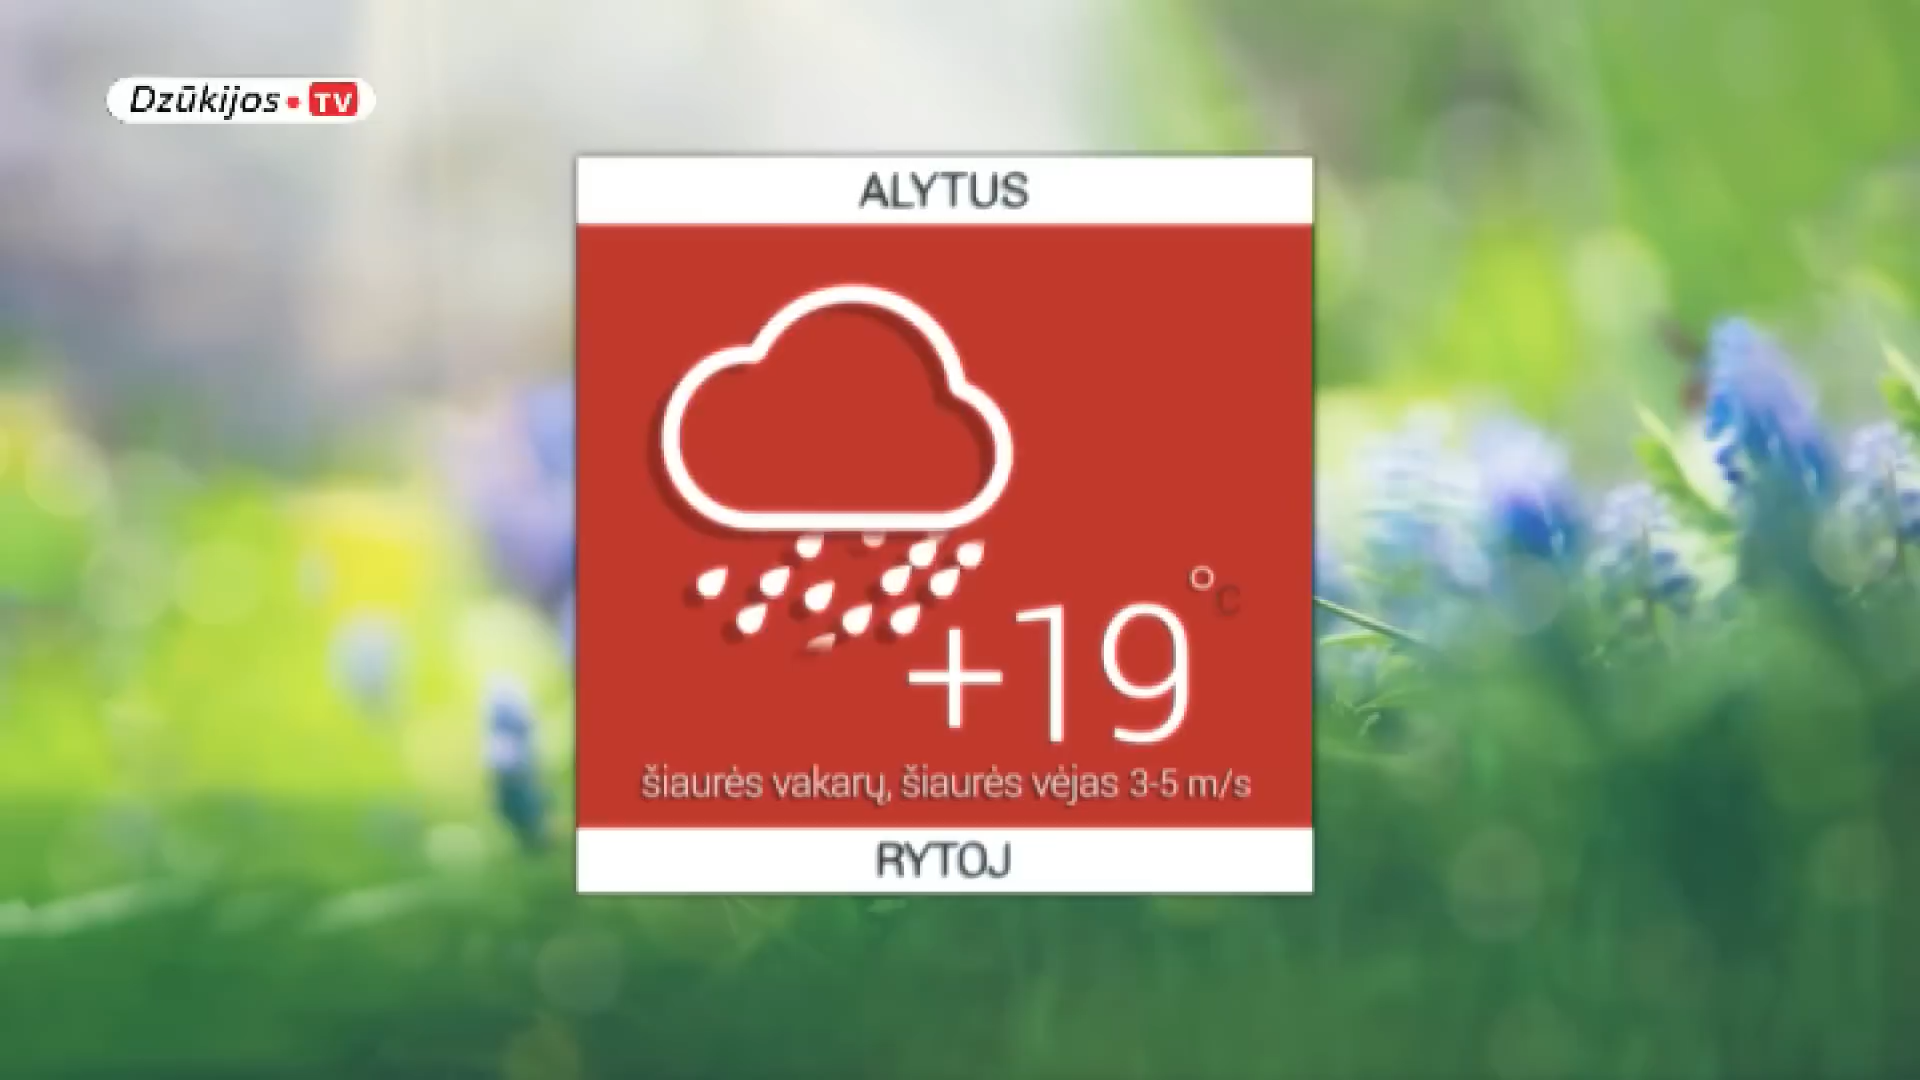 Dzūkijos TV
ALYTUS
+19 °C
šiaurės vakarų, šiaurės vėjas 3-5 m/s
RYTOJ